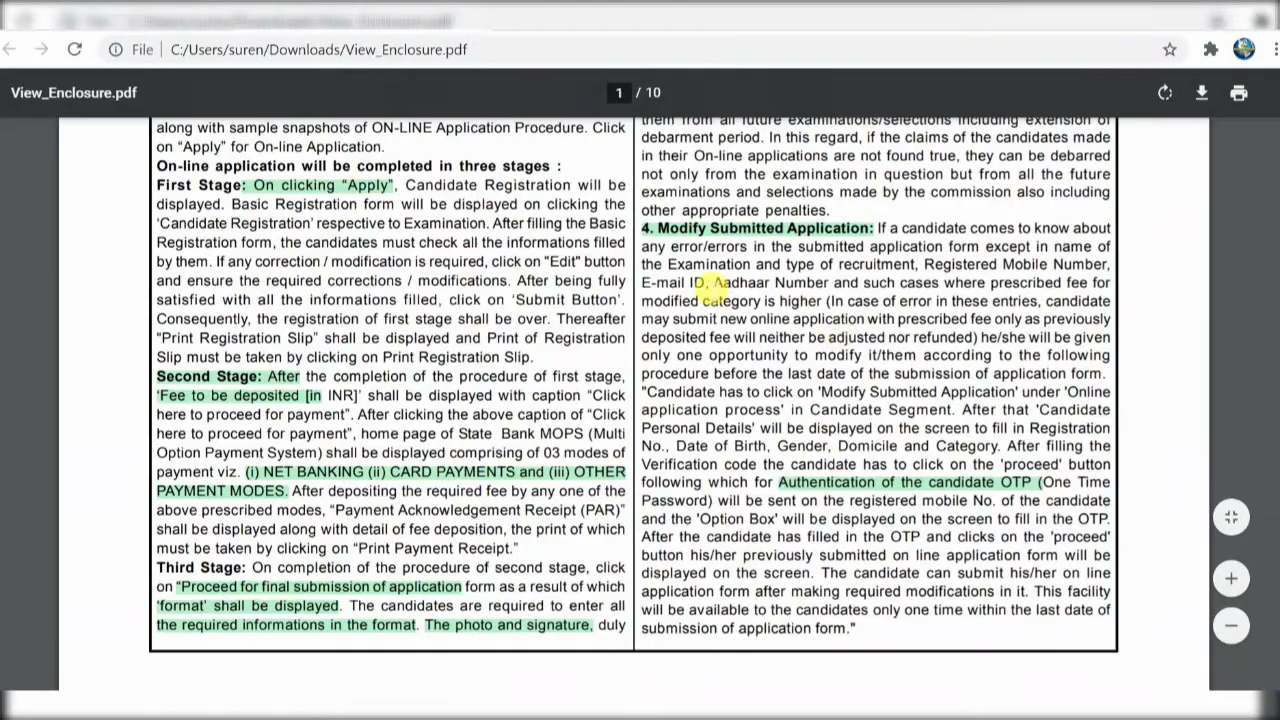 File
C:/Users/suren/Downloads/View_Enclosure.pdf
View_Enclosure.pdf
1 / 10
along with sample snapshots of ON-LINE Application Procedure. Click
on "Apply" for On-line Application.
On-line application will be completed in three stages :
First Stage: On clicking "Apply", Candidate Registration will be
displayed. Basic Registration form will be displayed on clicking the
'Candidate Registration' respective to Examination. After filling the Basic
Registration form, the candidates must check all the informations filled
by them. If any correction / modification is required, click on "Edit" button
and ensure the required corrections / modifications. After being fully
satisfied with all the informations filled, click on 'Submit Button'.
Consequently, the registration of first stage shall be over. Thereafter
"Print Registration Slip" shall be displayed and Print of Registration
Slip must be taken by clicking on Print Registration Slip.
Second Stage: After the completion of the procedure of first stage,
'Fee to be deposited [in INR]' shall be displayed with caption "Click
here to proceed for payment". After clicking the above caption of "Click
here to proceed for payment", home page of State Bank MOPS (Multi
Option Payment System) shall be displayed comprising of 03 modes of
payment viz. (i) NET BANKING (ii) CARD PAYMENTS and (iii) OTHER
PAYMENT MODES. After depositing the required fee by any one of the
above prescribed modes, "Payment Acknowledgement Receipt (PAR)"
shall be displayed along with detail of fee deposition, the print of which
must be taken by clicking on "Print Payment Receipt."
Third Stage: On completion of the procedure of second stage, click
on "Proceed for final submission of application form as a result of which
'format' shall be displayed. The candidates are required to enter all
the required informations in the format. The photo and signature, duly
them from all future examinations/selections including extension of
debarment period. In this regard, if the claims of the candidates made
in their On-line applications are not found true, they can be debarred
not only from the examination in question but from all the future
examinations and selections made by the commission also including
other appropriate penalties.
4. Modify Submitted Application: If a candidate comes to know about
any error/errors in the submitted application form except in name of
the Examination and type of recruitment, Registered Mobile Number,
E-mail ID, Aadhaar Number and such cases where prescribed fee for
modified category is higher (In case of error in these entries, candidate
may submit new online application with prescribed fee only as previously
deposited fee will neither be adjusted nor refunded) he/she will be given
only one opportunity to modify it/them according to the following
procedure before the last date of the submission of application form.
"Candidate has to click on 'Modify Submitted Application' under 'Online
application process' in Candidate Segment. After that 'Candidate
Personal Details' will be displayed on the screen to fill in Registration
No., Date of Birth, Gender, Domicile and Category. After filling the
Verification code the candidate has to click on the 'proceed' button
following which for Authentication of the candidate OTP (One Time
Password) will be sent on the registered mobile No. of the candidate
and the 'Option Box' will be displayed on the screen to fill in the OTP.
After the candidate has filled in the OTP and clicks on the 'proceed'
button his/her previously submitted on line application form will be
displayed on the screen. The candidate can submit his/her on line
application form after making required modifications in it. This facility
will be available to the candidates only one time within the last date of
submission of application form."